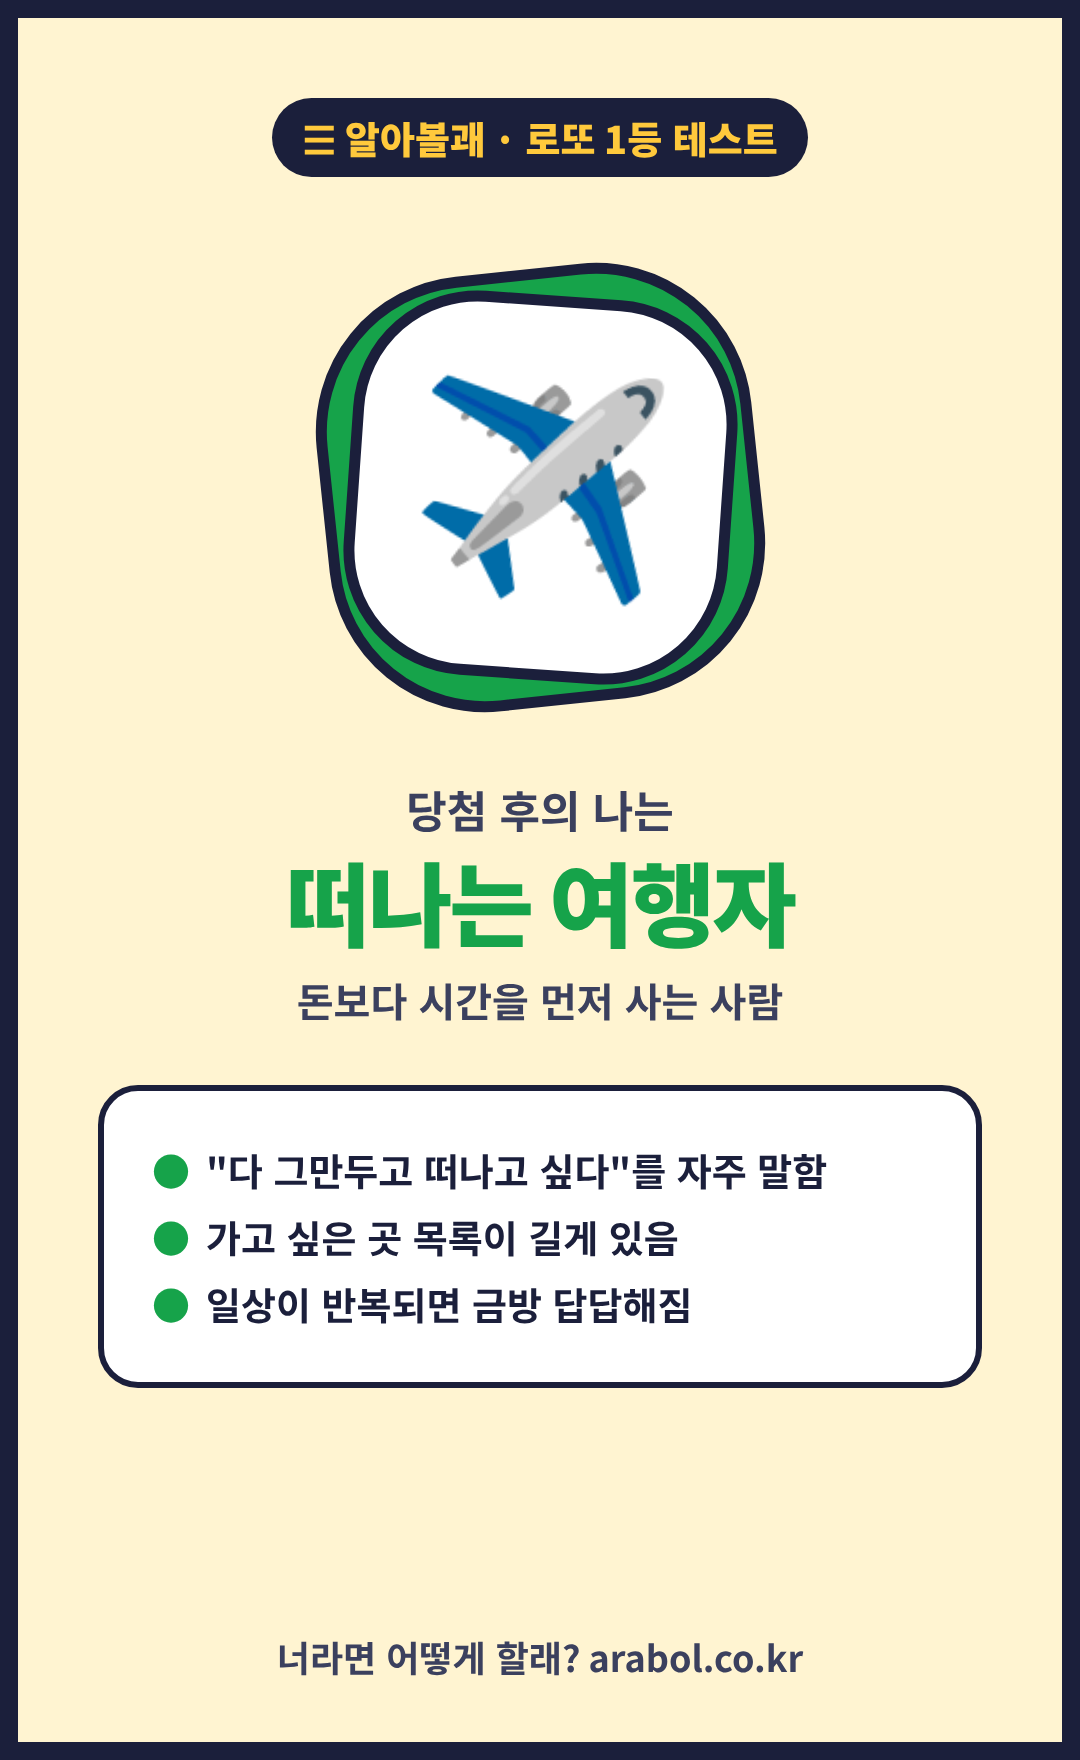 ☰ 알아볼괘 · 로또 1등 테스트
당첨 후의 나는
떠나는 여행자
돈보다 시간을 먼저 사는 사람
"다 그만두고 떠나고 싶다"를 자주 말함
가고 싶은 곳 목록이 길게 있음
일상이 반복되면 금방 답답해짐
너라면 어떻게 할래? arabol.co.kr